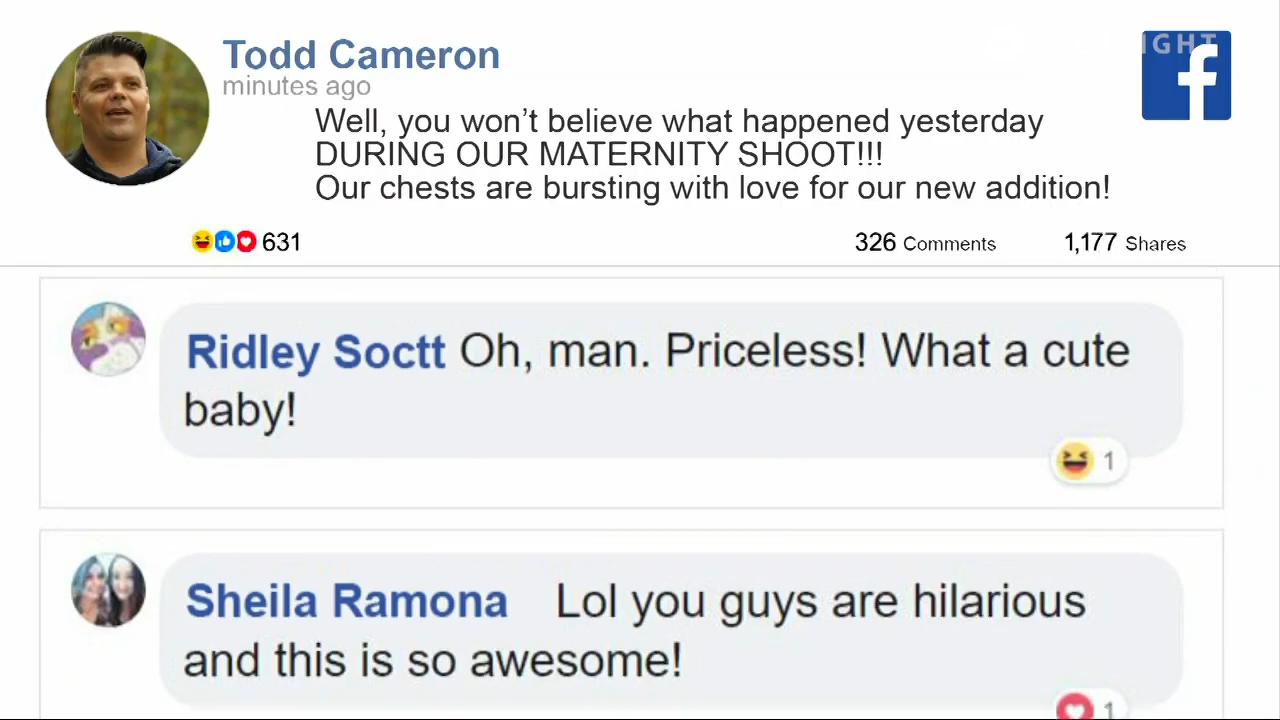 Todd Cameron
minutes ago
IGHT
f
Well, you won't believe what happened yesterday
DURING OUR MATERNITY SHOOT!!!
Our chests are bursting with love for our new addition!
631
326 Comments
1,177 Shares
Ridley Soctt Oh, man. Priceless! What a cute
baby!
1
Sheila Ramona Lol you guys are hilarious
and this is so awesome!
1